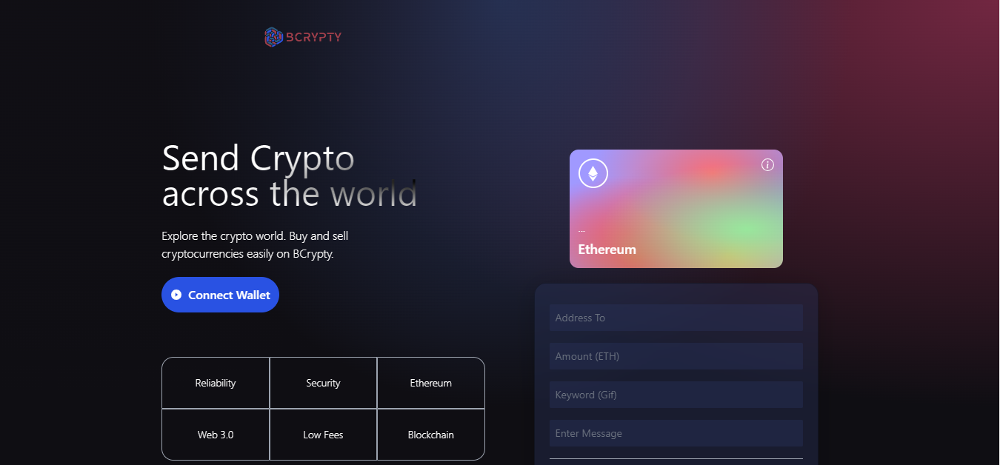 BCRYPTY
Send Crypto
across the world
Explore the crypto world. Buy and sell
cryptocurrencies easily on BCrypty.
Connect Wallet
Reliability
Security
Ethereum
Web 3.0
Low Fees
Blockchain
i
...
Ethereum
Address To
Amount (ETH)
Keyword (Gif)
Enter Message